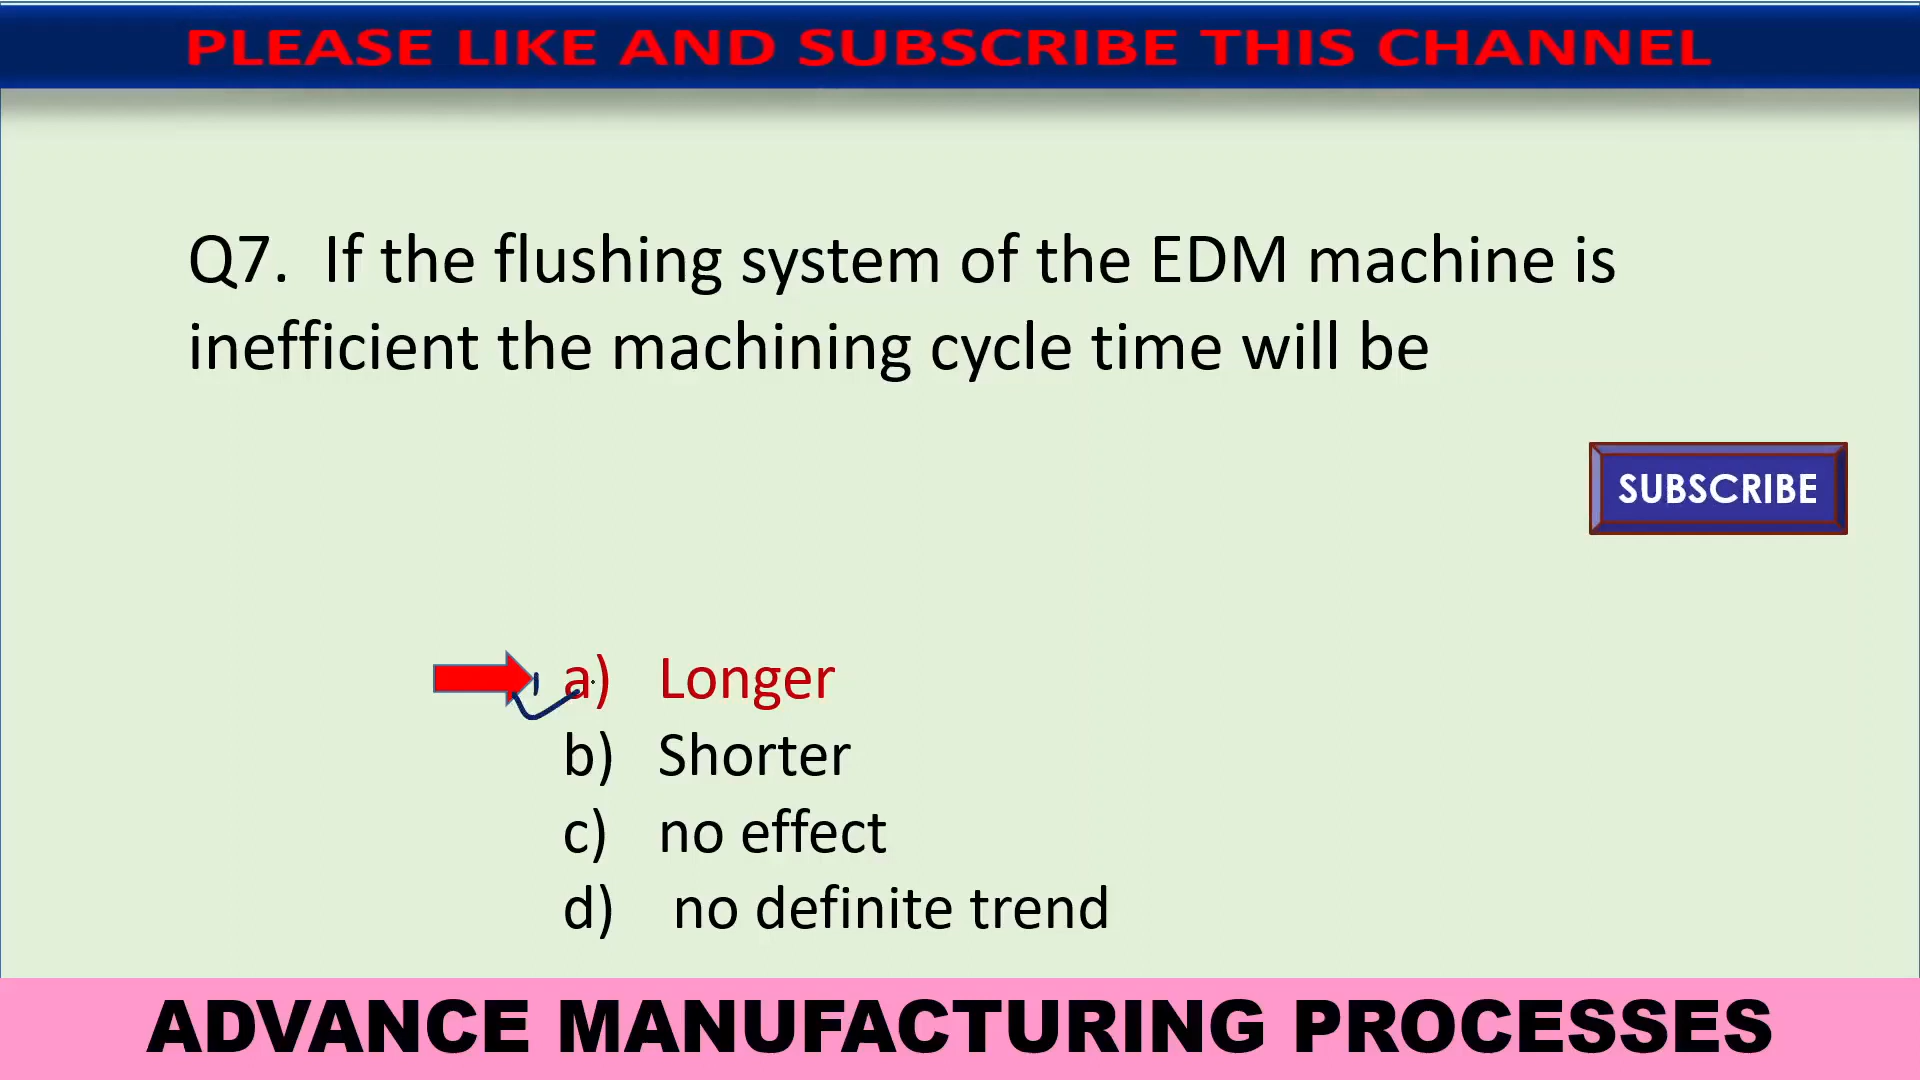 PLEASE LIKE AND SUBSCRIBE THIS CHANNEL
Q7. If the flushing system of the EDM machine is
inefficient the machining cycle time will be
SUBSCRIBE
a) Longer
b) Shorter
c) no effect
d) no definite trend
ADVANCE MANUFACTURING PROCESSES